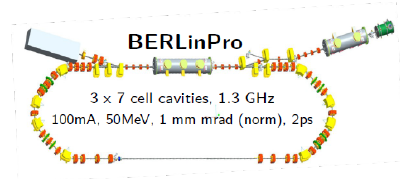 BERLinPro
3 x 7 cell cavities, 1.3 GHz
100mA, 50MeV, 1 mm mrad (norm), 2ps